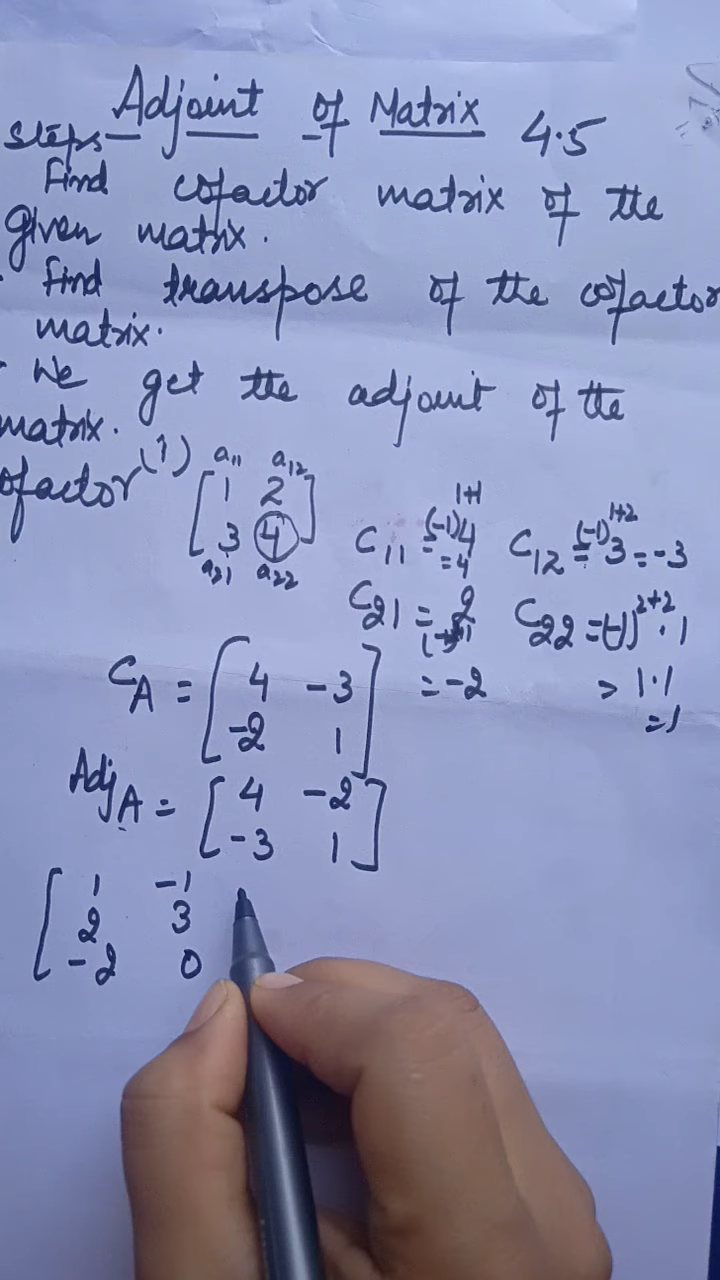 Adjoint of Matrix 4.5
Steps-
Find cofactor matrix of the
given matrix.
Find transpose of the cofactor
matrix.
We get the adjoint of the
matrix.
ofactor (1) a11 a12
[1 2
3 4]
a21 a22
C11 = (-1)^1+1 4 = 4
C12 = (-1)^1+2 3 = -3
C21 = 2
= -2
C22 = (-1)^2+2 . 1
> 1.1
= 1
CA = [4 -3
-2 1]
Adj A = [4 -2
-3 1]
[1 -1
2 3
-2 0